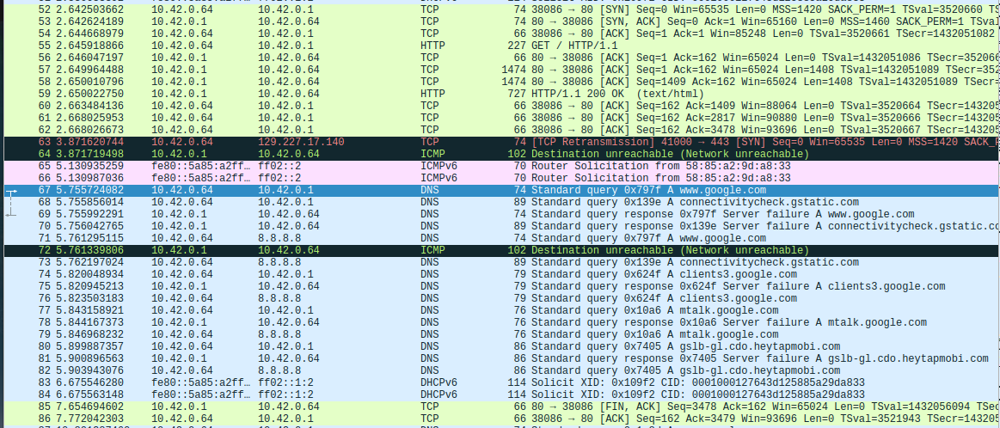 52 2.642503662 10.42.0.64 10.42.0.1 TCP 74 38086 → 80 [SYN] Seq=0 Win=65535 Len=0 MSS=1420 SACK_PERM=1 TSval=3520660 TS
53 2.642624189 10.42.0.1 10.42.0.64 TCP 74 80 → 38086 [SYN, ACK] Seq=0 Ack=1 Win=65160 Len=0 MSS=1460 SACK_PERM=1 TSval
54 2.644668979 10.42.0.64 10.42.0.1 TCP 66 38086 → 80 [ACK] Seq=1 Ack=1 Win=85248 Len=0 TSval=3520661 TSecr=1432051082
55 2.645918866 10.42.0.64 10.42.0.1 HTTP 227 GET / HTTP/1.1
56 2.646047197 10.42.0.1 10.42.0.64 TCP 66 80 → 38086 [ACK] Seq=1 Ack=162 Win=65024 Len=0 TSval=1432051086 TSecr=352066
57 2.649964488 10.42.0.1 10.42.0.64 TCP 1474 80 → 38086 [ACK] Seq=1 Ack=162 Win=65024 Len=1408 TSval=1432051089 TSecr=352
58 2.650010796 10.42.0.1 10.42.0.64 TCP 1474 80 → 38086 [ACK] Seq=1409 Ack=162 Win=65024 Len=1408 TSval=1432051089 TSecr=
59 2.650022750 10.42.0.1 10.42.0.64 HTTP 727 HTTP/1.1 200 OK (text/html)
60 2.663484136 10.42.0.64 10.42.0.1 TCP 66 38086 → 80 [ACK] Seq=162 Ack=1409 Win=88064 Len=0 TSval=3520666 TSecr=143205
61 2.668025953 10.42.0.64 10.42.0.1 TCP 66 38086 → 80 [ACK] Seq=162 Ack=2817 Win=90880 Len=0 TSval=3520666 TSecr=143205
62 2.668026673 10.42.0.64 10.42.0.1 TCP 66 38086 → 80 [ACK] Seq=162 Ack=3478 Win=93696 Len=0 TSval=3520667 TSecr=143205
63 3.871620744 10.42.0.64 129.227.17.140 TCP 74 [TCP Retransmission] 41000 → 443 [SYN] Seq=0 Win=65535 Len=0 MSS=1420 SACK_P
64 3.871719498 10.42.0.1 10.42.0.64 ICMP 102 Destination unreachable (Network unreachable)
65 5.130935259 fe80::5a85:a2ff… ff02::2 ICMPv6 70 Router Solicitation from 58:85:a2:9d:a8:33
66 5.130987036 fe80::5a85:a2ff… ff02::2 ICMPv6 70 Router Solicitation from 58:85:a2:9d:a8:33
67 5.755724082 10.42.0.64 10.42.0.1 DNS 74 Standard query 0x797f A www.google.com
68 5.755856014 10.42.0.64 10.42.0.1 DNS 89 Standard query 0x139e A connectivitycheck.gstatic.com
69 5.755992291 10.42.0.1 10.42.0.64 DNS 74 Standard query response 0x797f Server failure A www.google.com
70 5.756042765 10.42.0.1 10.42.0.64 DNS 89 Standard query response 0x139e Server failure A connectivitycheck.gstatic.co
71 5.761295115 10.42.0.64 8.8.8.8 DNS 74 Standard query 0x797f A www.google.com
72 5.761339806 10.42.0.1 10.42.0.64 ICMP 102 Destination unreachable (Network unreachable)
73 5.762197024 10.42.0.64 8.8.8.8 DNS 89 Standard query 0x139e A connectivitycheck.gstatic.com
74 5.820048934 10.42.0.64 10.42.0.1 DNS 79 Standard query 0x624f A clients3.google.com
75 5.820945213 10.42.0.1 10.42.0.64 DNS 79 Standard query response 0x624f Server failure A clients3.google.com
76 5.823503183 10.42.0.64 8.8.8.8 DNS 79 Standard query 0x624f A clients3.google.com
77 5.843158921 10.42.0.64 10.42.0.1 DNS 76 Standard query 0x10a6 A mtalk.google.com
78 5.844167373 10.42.0.1 10.42.0.64 DNS 76 Standard query response 0x10a6 Server failure A mtalk.google.com
79 5.846968232 10.42.0.64 8.8.8.8 DNS 76 Standard query 0x10a6 A mtalk.google.com
80 5.899887357 10.42.0.64 10.42.0.1 DNS 86 Standard query 0x7405 A gslb-gl.cdo.heytapmobi.com
81 5.900896563 10.42.0.1 10.42.0.64 DNS 86 Standard query response 0x7405 Server failure A gslb-gl.cdo.heytapmobi.com
82 5.903943076 10.42.0.64 8.8.8.8 DNS 86 Standard query 0x7405 A gslb-gl.cdo.heytapmobi.com
83 6.675546280 fe80::5a85:a2ff… ff02::1:2 DHCPv6 114 Solicit XID: 0x109f2 CID: 0001000127643d125885a29da833
84 6.675563148 fe80::5a85:a2ff… ff02::1:2 DHCPv6 114 Solicit XID: 0x109f2 CID: 0001000127643d125885a29da833
85 7.654694602 10.42.0.1 10.42.0.64 TCP 66 80 → 38086 [FIN, ACK] Seq=3478 Ack=162 Win=65024 Len=0 TSval=1432056094 TSec
86 7.772042303 10.42.0.64 10.42.0.1 TCP 66 38086 → 80 [ACK] Seq=162 Ack=3479 Win=93696 Len=0 TSval=3521943 TSecr=143205